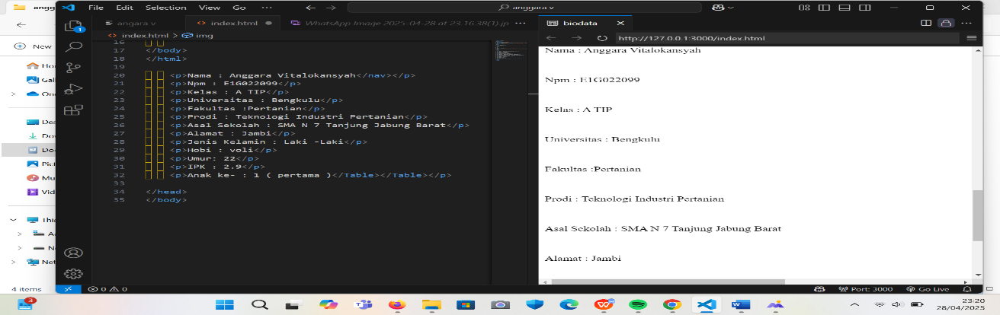 angg
File Edit Selection View Go ... anggara v
angara v index.html WhatsApp Image 2025-04-28 at 23.16.38(1).jp ... biodata
index.html > img
http://127.0.0.1:3000/index.html
New
16
17 </body>
18 </html>
19
20 <p>Nama : Anggara Vitalokansyah</nav></p>
21 <p>Npm : E1G022099</p>
22 <p>Kelas : A TIP</p>
23 <p>Universitas : Bengkulu</p>
24 <p>Fakultas :Pertanian</p>
25 <p>Prodi : Teknologi Industri Pertanian</p>
26 <p>Asal Sekolah : SMA N 7 Tanjung Jabung Barat</p>
27 <p>Alamat : Jambi</p>
28 <p>Jenis Kelamin : Laki -Laki</p>
29 <p>Hobi : voli</p>
30 <p>Umur: 22</p>
31 <p>IPK : 2.9</p>
32 <p>Anak ke- : 1 ( pertama )</Table></Table></p>
33
34 </head>
35 </body>
Nama : Anggara Vitalokansyah
Npm : E1G022099
Kelas : A TIP
Universitas : Bengkulu
Fakultas :Pertanian
Prodi : Teknologi Industri Pertanian
Asal Sekolah : SMA N 7 Tanjung Jabung Barat
Alamat : Jambi
Ho
Gall
On
Des
Do
Do
Pict
Mu
Vid
This
A
N
Net
4 items
0 0 Port: 3000 Go Live
1
3
23:20
28/04/2025